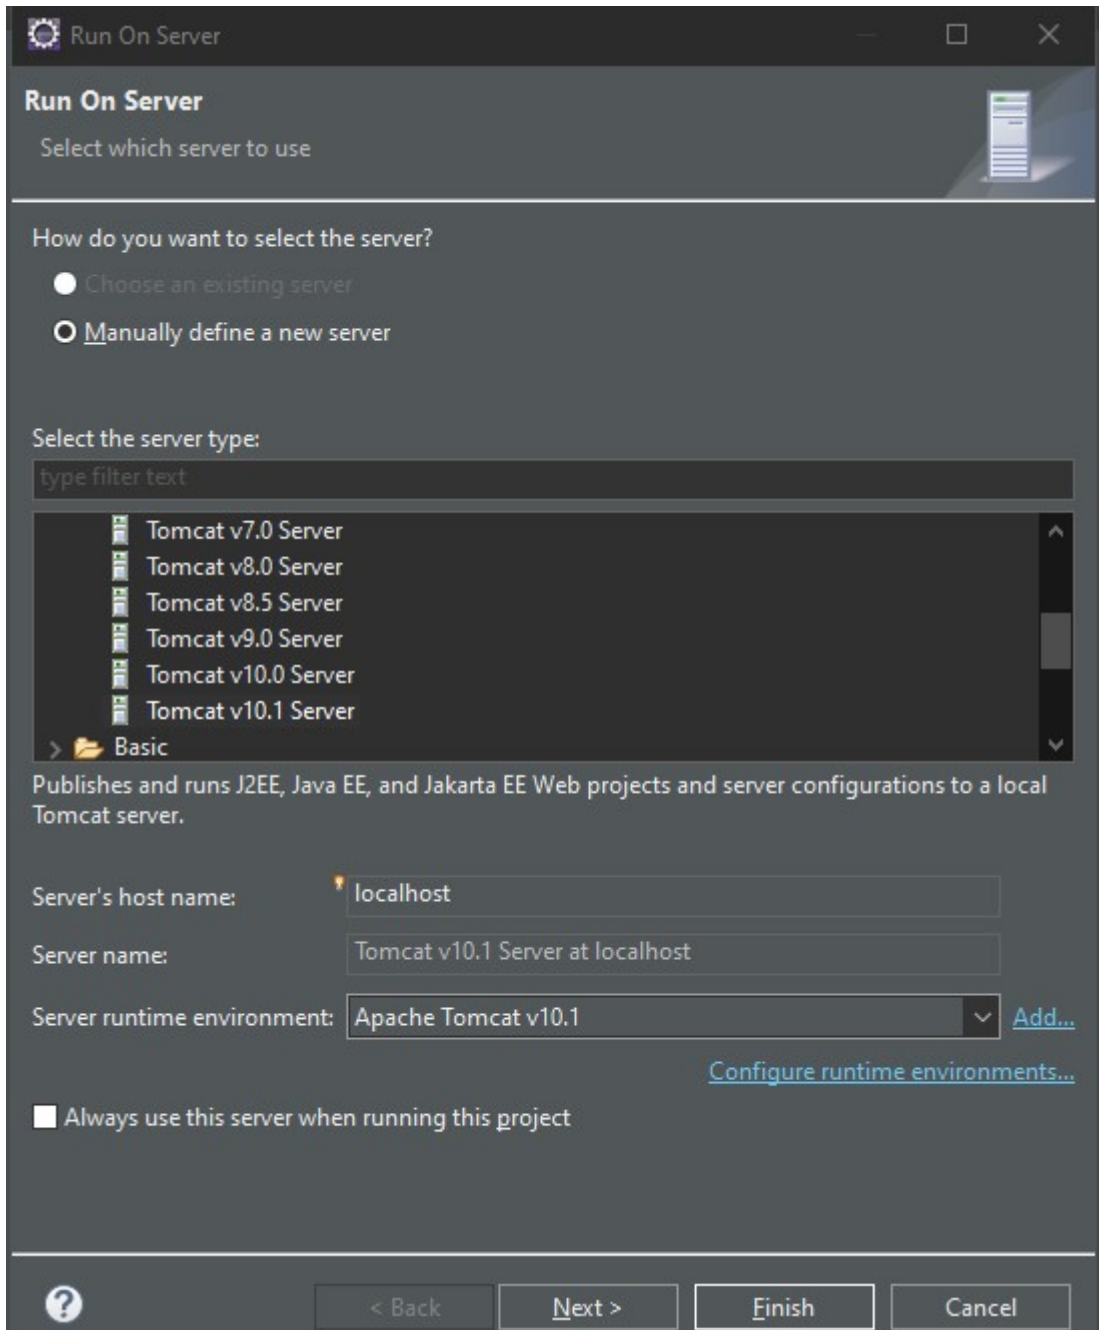 Run On Server
Run On Server
Select which server to use
How do you want to select the server?
Choose an existing server
Manually define a new server
Select the server type:
type filter text
Tomcat v7.0 Server
Tomcat v8.0 Server
Tomcat v8.5 Server
Tomcat v9.0 Server
Tomcat v10.0 Server
Tomcat v10.1 Server
Basic
Publishes and runs J2EE, Java EE, and Jakarta EE Web projects and server configurations to a local
Tomcat server.
Server's host name: localhost
Server name: Tomcat v10.1 Server at localhost
Server runtime environment: Apache Tomcat v10.1 Add...
Configure runtime environments...
Always use this server when running this project
? < Back Next > Finish Cancel